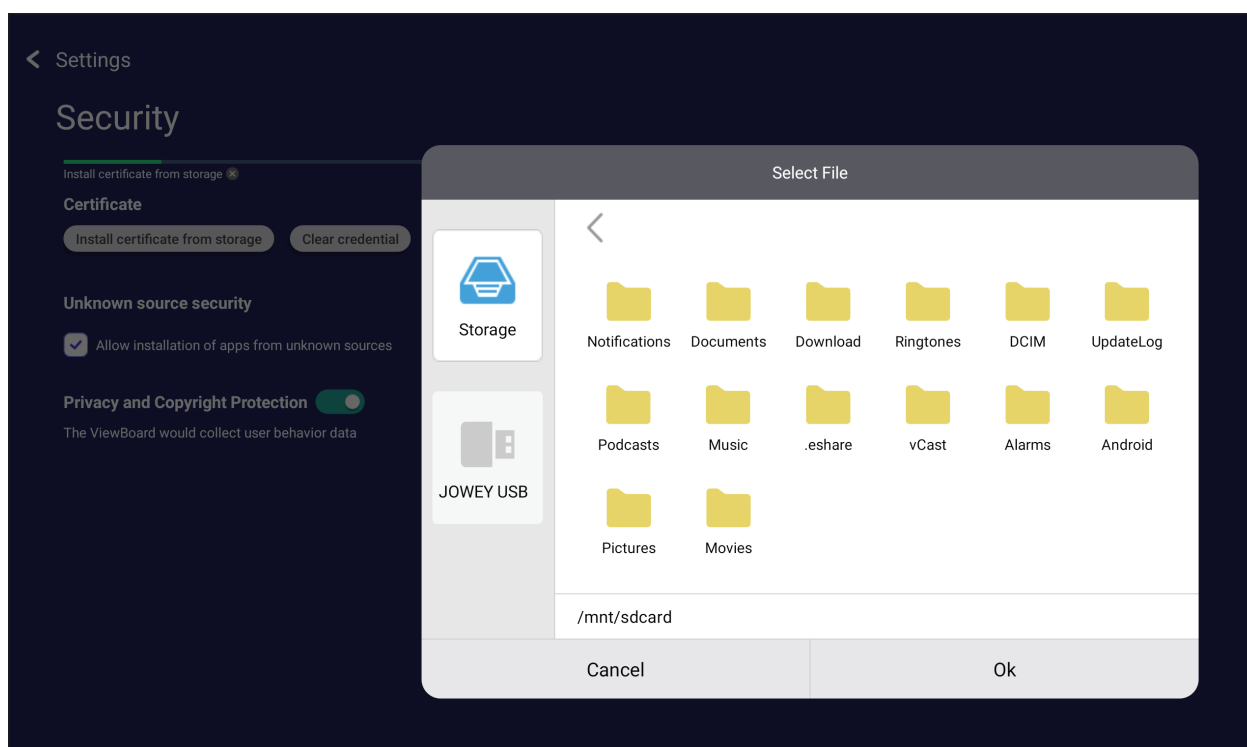 Settings
Security
Install certificate from storage
Certificate
Install certificate from storage Clear credential
Unknown source security
Allow installation of apps from unknown sources
Privacy and Copyright Protection
The ViewBoard would collect user behavior data
Select File
Storage
JOWEY USB
Notifications Documents Download Ringtones DCIM UpdateLog
Podcasts Music .eshare vCast Alarms Android
Pictures Movies
/mnt/sdcard
Cancel Ok